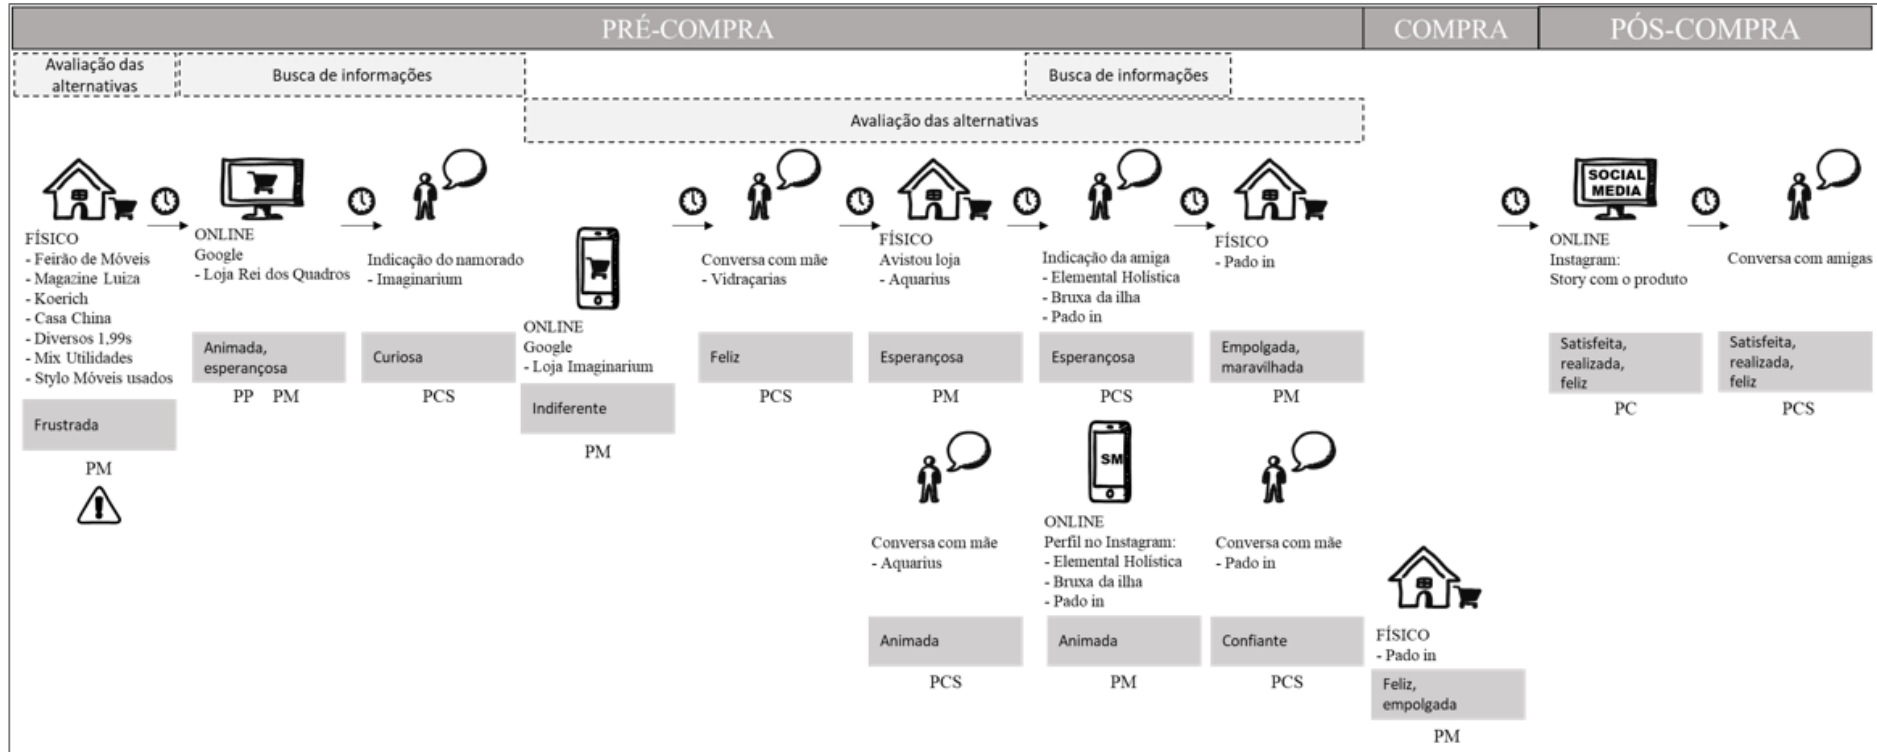 PRÉ-COMPRA
COMPRA
PÓS-COMPRA
Avaliação das
alternativas
Busca de informações
Busca de informações
Avaliação das alternativas
FÍSICO
- Feirão de Móveis
- Magazine Luiza
- Koerich
- Casa China
- Diversos 1,99s
- Mix Utilidades
- Stylo Móveis usados
Frustrada
PM
ONLINE
Google
- Loja Rei dos Quadros
Animada,
esperançosa
PP PM
Indicação do namorado
- Imaginarium
Curiosa
PCS
ONLINE
Google
- Loja Imaginarium
Indiferente
PM
Conversa com mãe
- Vidraçarias
Feliz
PCS
FÍSICO
Avistou loja
- Aquarius
Esperançosa
PM
Conversa com mãe
- Aquarius
Animada
PCS
Indicação da amiga
- Elemental Holística
- Bruxa da ilha
- Pado in
Esperançosa
PCS
SM
ONLINE
Perfil no Instagram:
- Elemental Holística
- Bruxa da ilha
- Pado in
Animada
PM
FÍSICO
- Pado in
Empolgada,
maravilhada
PM
Conversa com mãe
- Pado in
Confiante
PCS
FÍSICO
- Pado in
Feliz,
empolgada
PM
SOCIAL
MEDIA
ONLINE
Instagram:
Story com o produto
Satisfeita,
realizada,
feliz
PC
Conversa com amigas
Satisfeita,
realizada,
feliz
PCS